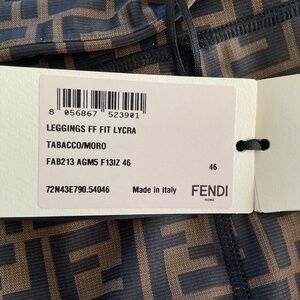 8 056867 523901
LEGGINGS FF FIT LYCRA
TABACCO/MORO
FAB213 AGM5 F13IZ 46
46
72N43E790.54046
Made in Italy
FENDI
ROMA